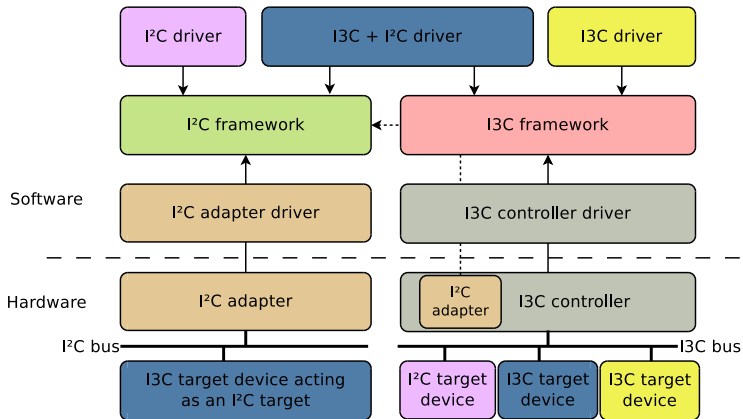 I²C driver
I3C + I²C driver
I3C driver
I²C framework
I3C framework
Software
I²C adapter driver
I3C controller driver
Hardware
I²C adapter
I²C
adapter
I3C controller
I²C bus
I3C bus
I3C target device acting
as an I²C target
I²C target
device
I3C target
device
I3C target
device